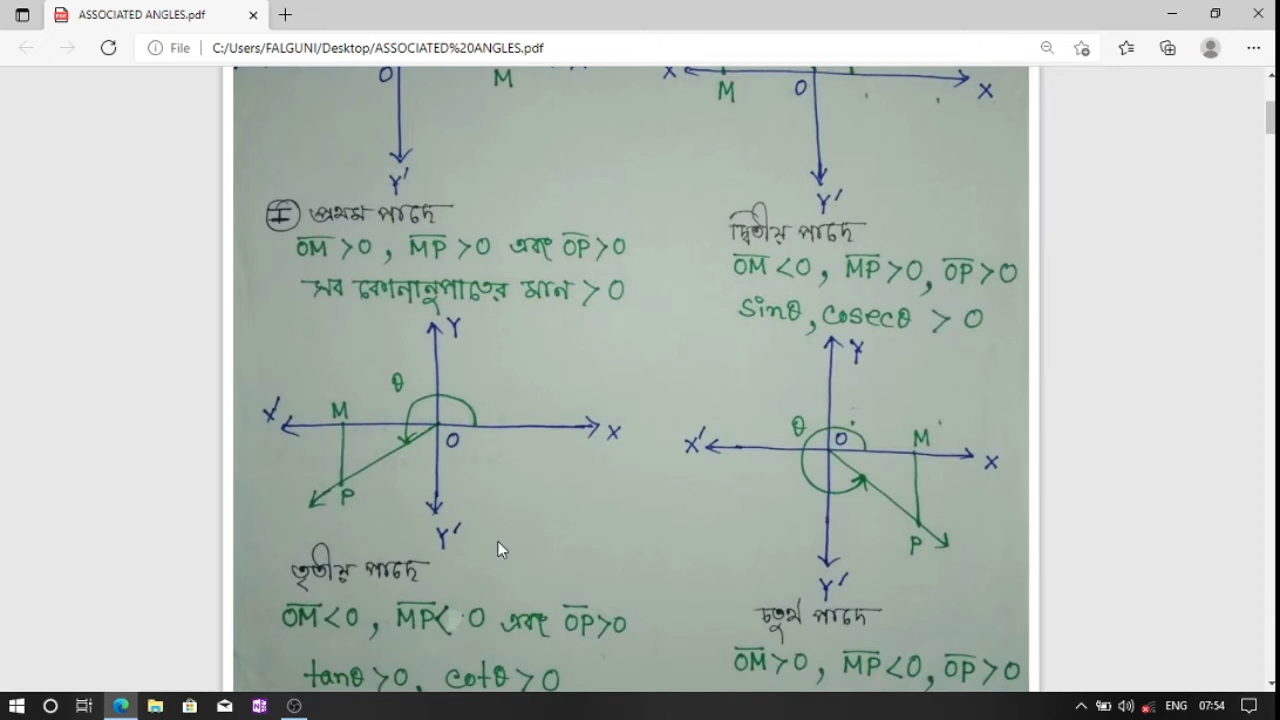 ASSOCIATED ANGLES.pdf
File C:/Users/FALGUNI/Desktop/ASSOCIATED%20ANGLES.pdf
O M
Y'
X' M O X
Y'
I প্রথম পাদে
OM > 0, MP > 0 এবং OP > 0
সব কোনানুপাতের মান > 0
দ্বিতীয় পাদে
OM < 0, MP > 0, OP > 0
sinθ, cosecθ > 0
Y
θ
X' M O X
P
Y'
তৃতীয় পাদে
OM < 0, MP < 0 এবং OP > 0
tanθ > 0, cotθ > 0
Y
θ O M
X' X
P
Y'
চতুর্থ পাদে
OM > 0, MP < 0, OP > 0
ENG 07:54